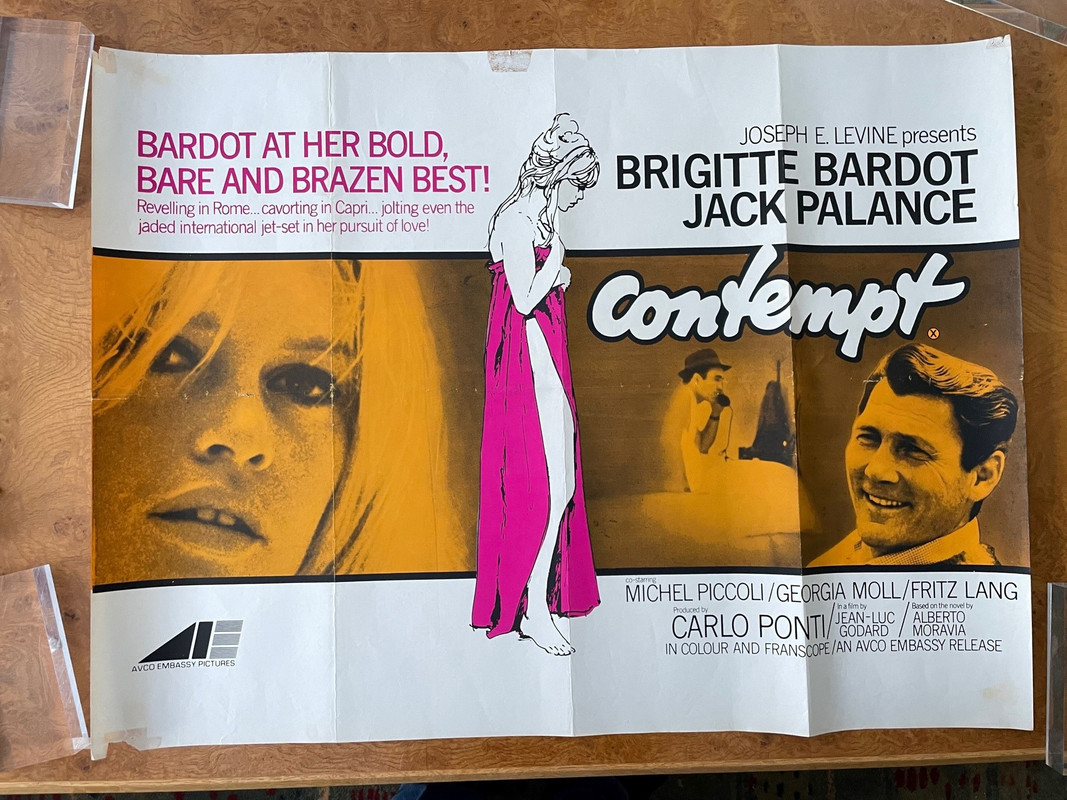 BARDOT AT HER BOLD,
BARE AND BRAZEN BEST!
Revelling in Rome... cavorting in Capri... jolting even the
jaded international jet-set in her pursuit of love!
JOSEPH E. LEVINE presents
BRIGITTE BARDOT
JACK PALANCE
contempt
X
co-starring
MICHEL PICCOLI/GEORGIA MOLL/FRITZ LANG
Produced by
CARLO PONTI/
In a film by
JEAN-LUC
GODARD/
Based on the novel by
ALBERTO
MORAVIA
IN COLOUR AND FRANSCOPE/AN AVCO EMBASSY RELEASE
AE
AVCO EMBASSY PICTURES